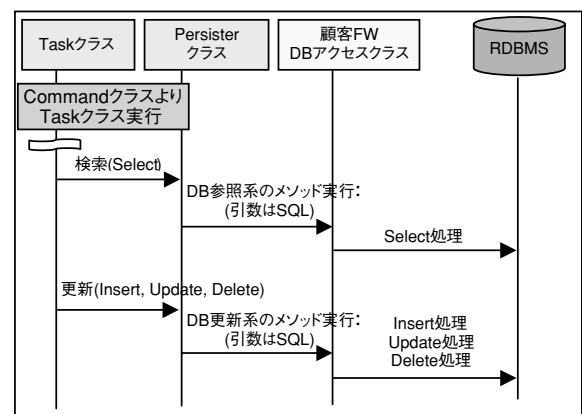 Taskクラス
Persister
クラス
顧客FW
DBアクセスクラス
RDBMS
Commandクラスより
Taskクラス実行
検索(Select)
DB参照系のメソッド実行:
(引数はSQL)
Select処理
更新(Insert, Update, Delete)
DB更新系のメソッド実行:
(引数はSQL)
Insert処理
Update処理
Delete処理